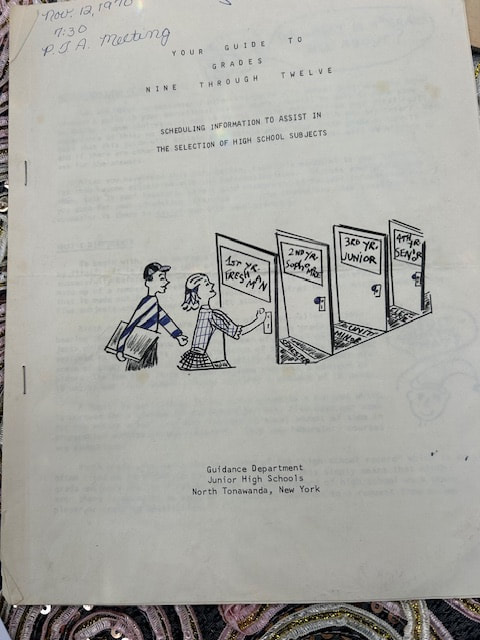 Nov. 12, 1970
7:30
P.T.A. Meeting
YOUR GUIDE TO
GRADES
NINE THROUGH TWELVE
SCHEDULING INFORMATION TO ASSIST IN
THE SELECTION OF HIGH SCHOOL SUBJECTS
1ST YR.
FRESHMAN
2ND YR.
SOPHOMORE
3RD YR.
JUNIOR
4TH YR.
SENIOR
MINOR
Guidance Department
Junior High Schools
North Tonawanda, New York